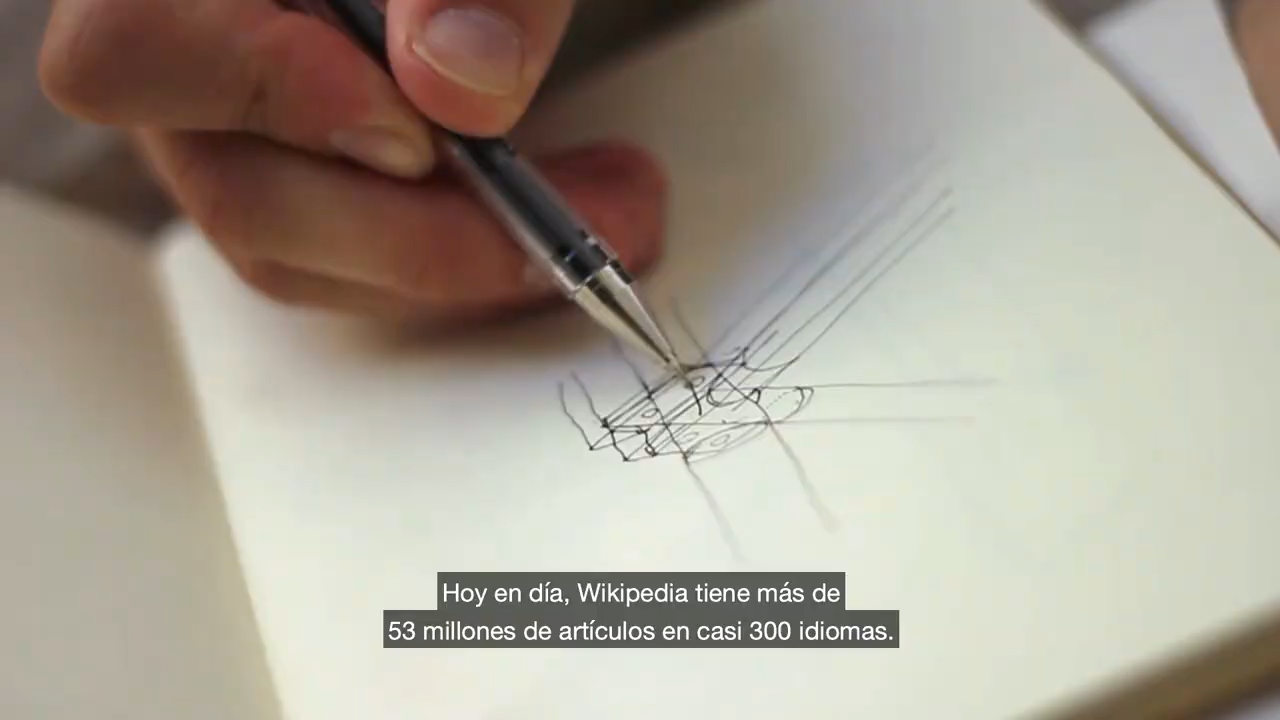 Hoy en día, Wikipedia tiene más de
53 millones de artículos en casi 300 idiomas.